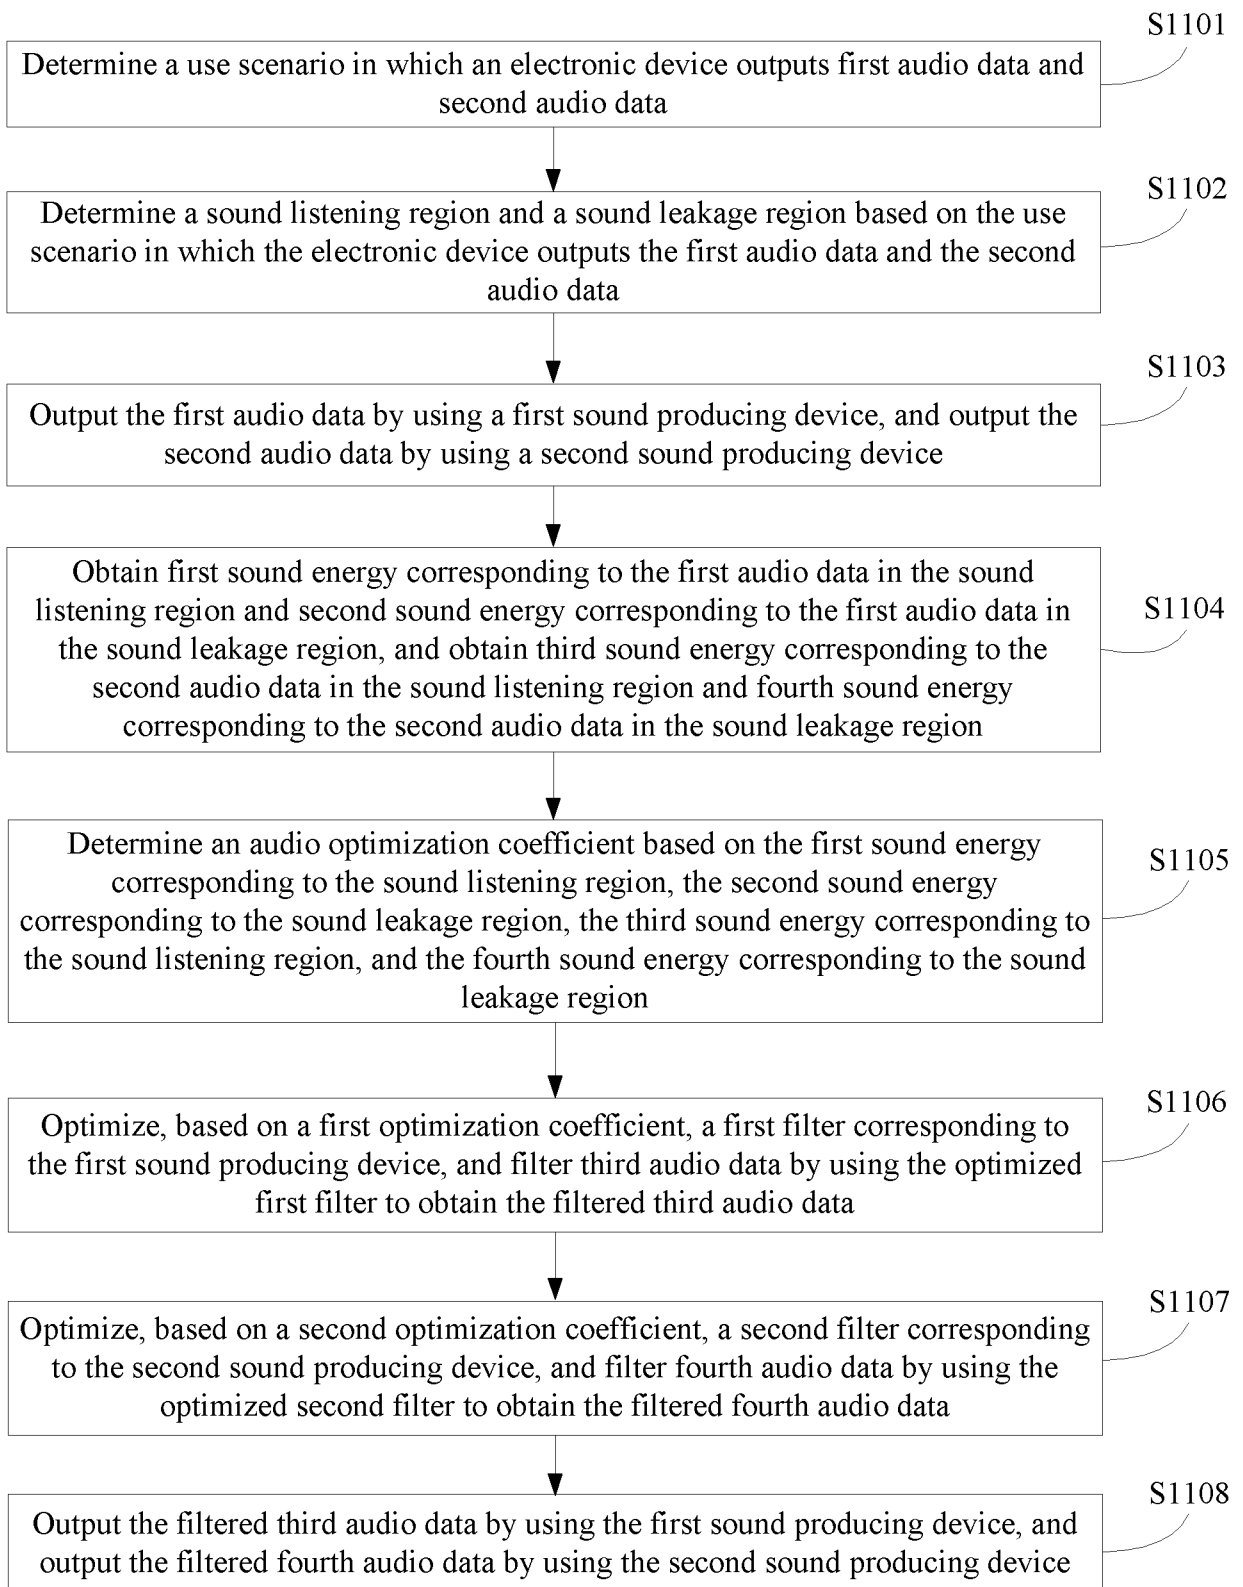 S1101
Determine a use scenario in which an electronic device outputs first audio data and
second audio data
S1102
Determine a sound listening region and a sound leakage region based on the use
scenario in which the electronic device outputs the first audio data and the second
audio data
S1103
Output the first audio data by using a first sound producing device, and output the
second audio data by using a second sound producing device
S1104
Obtain first sound energy corresponding to the first audio data in the sound
listening region and second sound energy corresponding to the first audio data in
the sound leakage region, and obtain third sound energy corresponding to the
second audio data in the sound listening region and fourth sound energy
corresponding to the second audio data in the sound leakage region
S1105
Determine an audio optimization coefficient based on the first sound energy
corresponding to the sound listening region, the second sound energy
corresponding to the sound leakage region, the third sound energy corresponding to
the sound listening region, and the fourth sound energy corresponding to the sound
leakage region
S1106
Optimize, based on a first optimization coefficient, a first filter corresponding to
the first sound producing device, and filter third audio data by using the optimized
first filter to obtain the filtered third audio data
S1107
Optimize, based on a second optimization coefficient, a second filter corresponding
to the second sound producing device, and filter fourth audio data by using the
optimized second filter to obtain the filtered fourth audio data
S1108
Output the filtered third audio data by using the first sound producing device, and
output the filtered fourth audio data by using the second sound producing device